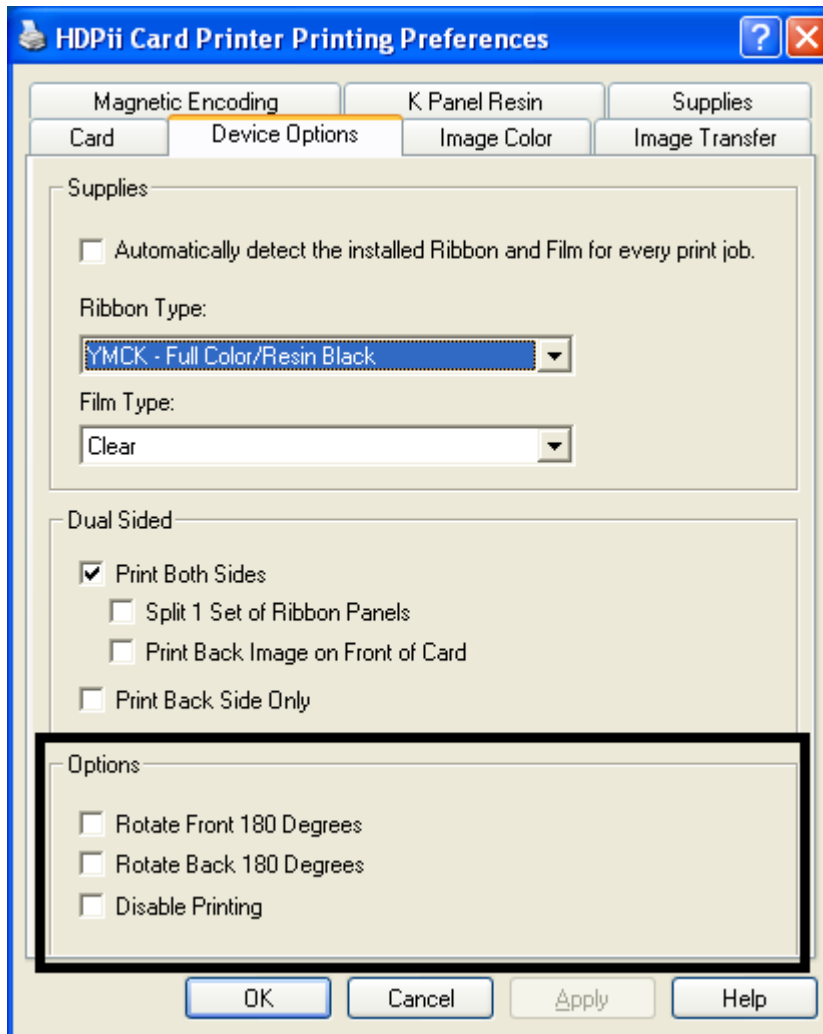 HDPii Card Printer Printing Preferences
Magnetic Encoding K Panel Resin Supplies
Card Device Options Image Color Image Transfer
Supplies
Automatically detect the installed Ribbon and Film for every print job.
Ribbon Type:
YMCK - Full Color/Resin Black
Film Type:
Clear
Dual Sided
Print Both Sides
Split 1 Set of Ribbon Panels
Print Back Image on Front of Card
Print Back Side Only
Options
Rotate Front 180 Degrees
Rotate Back 180 Degrees
Disable Printing
OK Cancel Apply Help